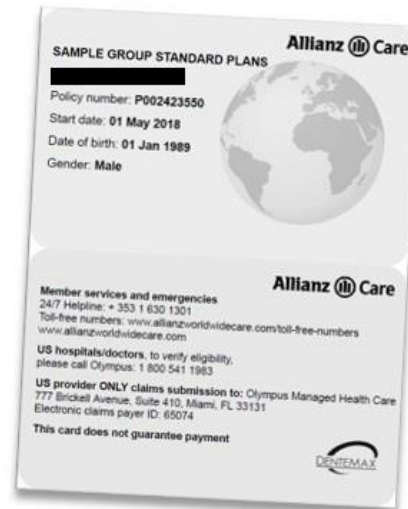 Allianz Care
SAMPLE GROUP STANDARD PLANS
Policy number: P002423550
Start date: 01 May 2018
Date of birth: 01 Jan 1989
Gender: Male
Allianz Care
Member services and emergencies
24/7 Helpline: + 353 1 630 1301
Toll-free numbers: www.allianzworldwidecare.com/toll-free-numbers
www.allianzworldwidecare.com
US hospitals/doctors, to verify eligibility,
please call Olympus: 1 800 541 1983
US provider ONLY claims submission to: Olympus Managed Health Care
777 Brickell Avenue, Suite 410, Miami, FL 33131
Electronic claims payer ID: 65074
This card does not guarantee payment
DENTEMAX